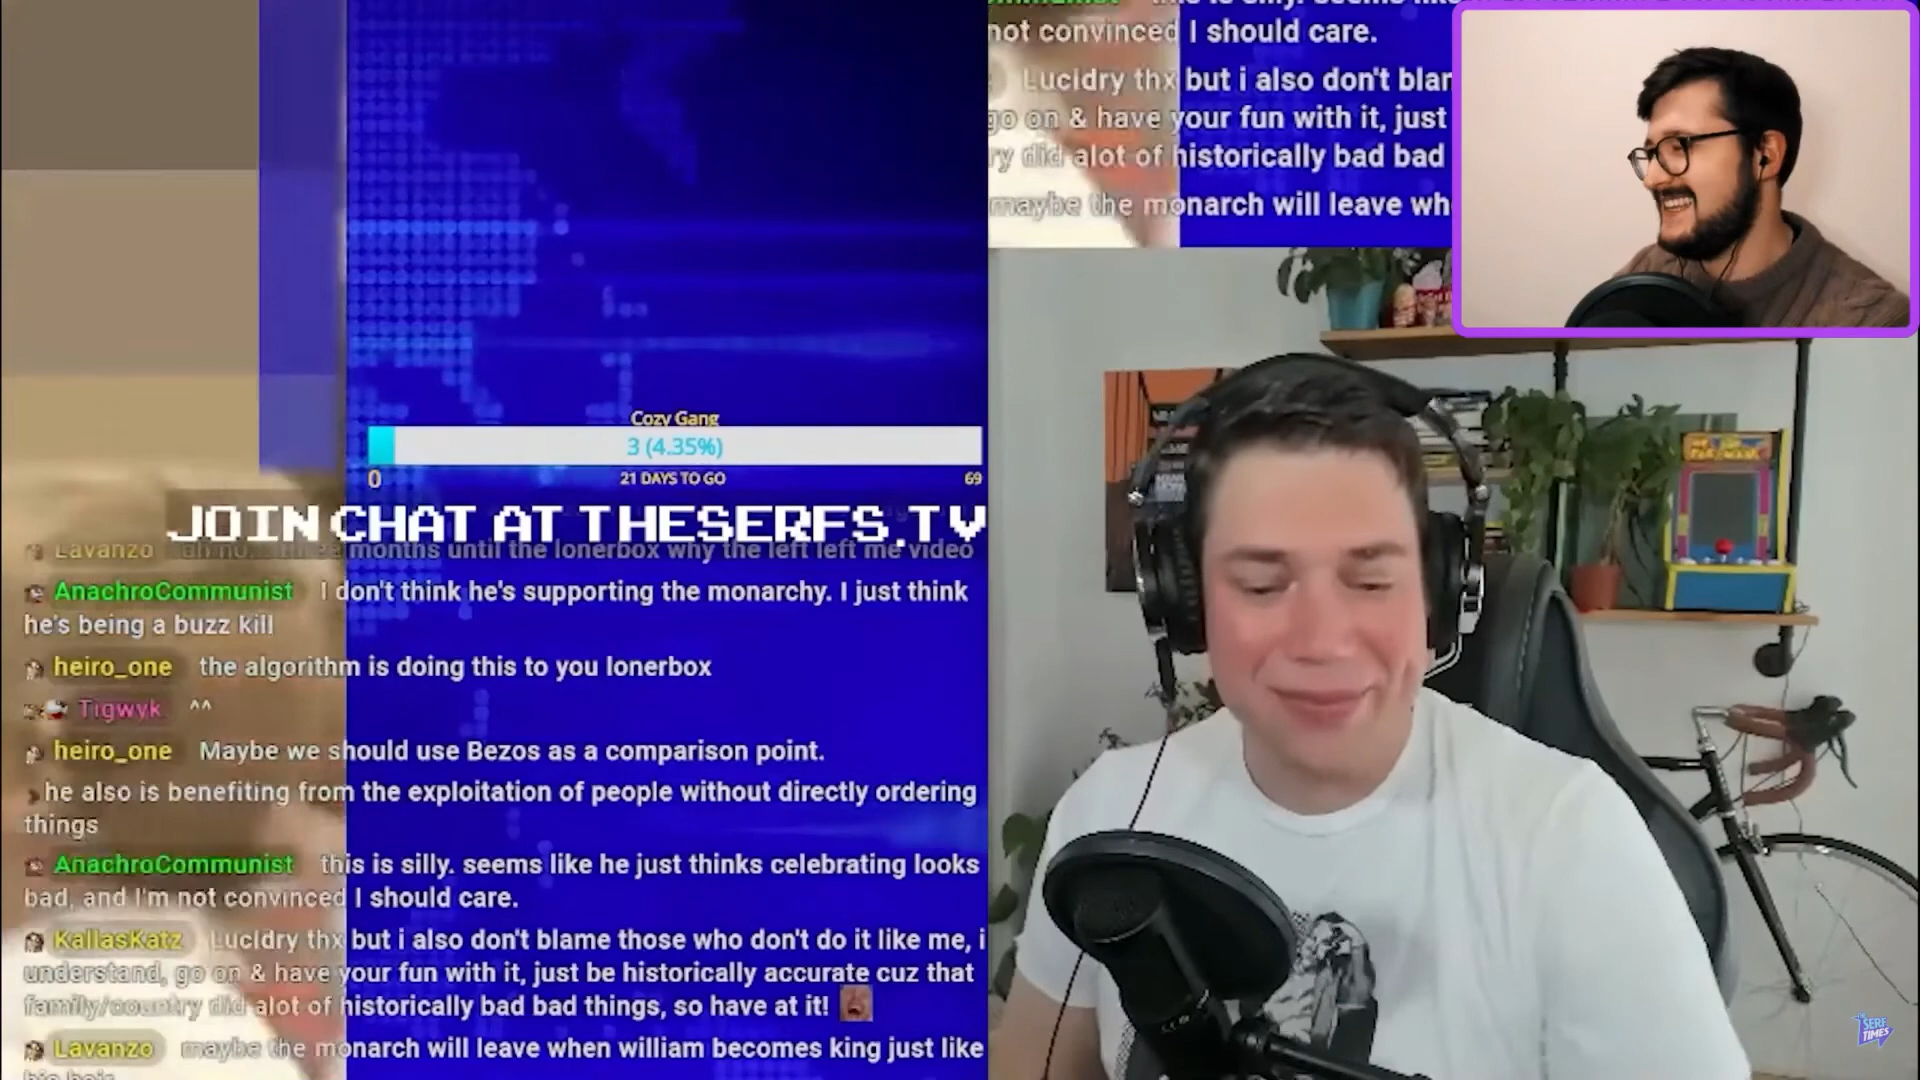 not convinced I should care.
Lucidry thx but i also don't blam
go on & have your fun with it, just
ry did alot of historically bad bad
maybe the monarch will leave wh
Cozy Gang
3 (4.35%)
0 21 DAYS TO GO 69
JOIN CHAT AT THESERFS.TV
Lavanzo months until the lonerbox why the left left me video
AnachroCommunist I don't think he's supporting the monarchy. I just think
he's being a buzz kill
heiro_one the algorithm is doing this to you lonerbox
Tigwyk ^^
heiro_one Maybe we should use Bezos as a comparison point.
he also is benefiting from the exploitation of people without directly ordering
things
AnachroCommunist this is silly. seems like he just thinks celebrating looks
bad, and I'm not convinced I should care.
KallasKatz Lucidry thx but i also don't blame those who don't do it like me, i
understand, go on & have your fun with it, just be historically accurate cuz that
family/country did alot of historically bad bad things, so have at it!
Lavanzo maybe the monarch will leave when william becomes king just like
SERF
TIMES